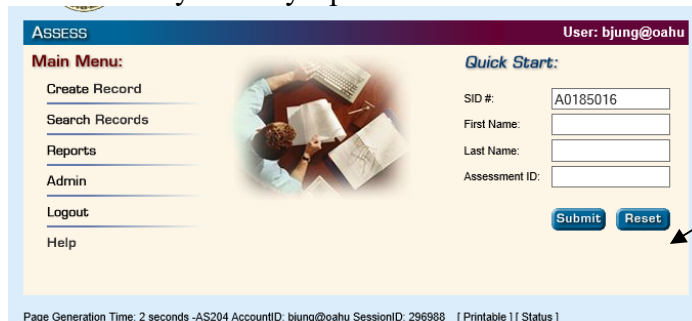 ASSESS
User: bjung@oahu
Main Menu:
Create Record
Search Records
Reports
Admin
Logout
Help
Quick Start:
SID #: A0185016
First Name:
Last Name:
Assessment ID:
Submit Reset
Page Generation Time: 2 seconds -AS204 AccountID: bjung@oahu SessionID: 296988 [ Printable ] [ Status ]